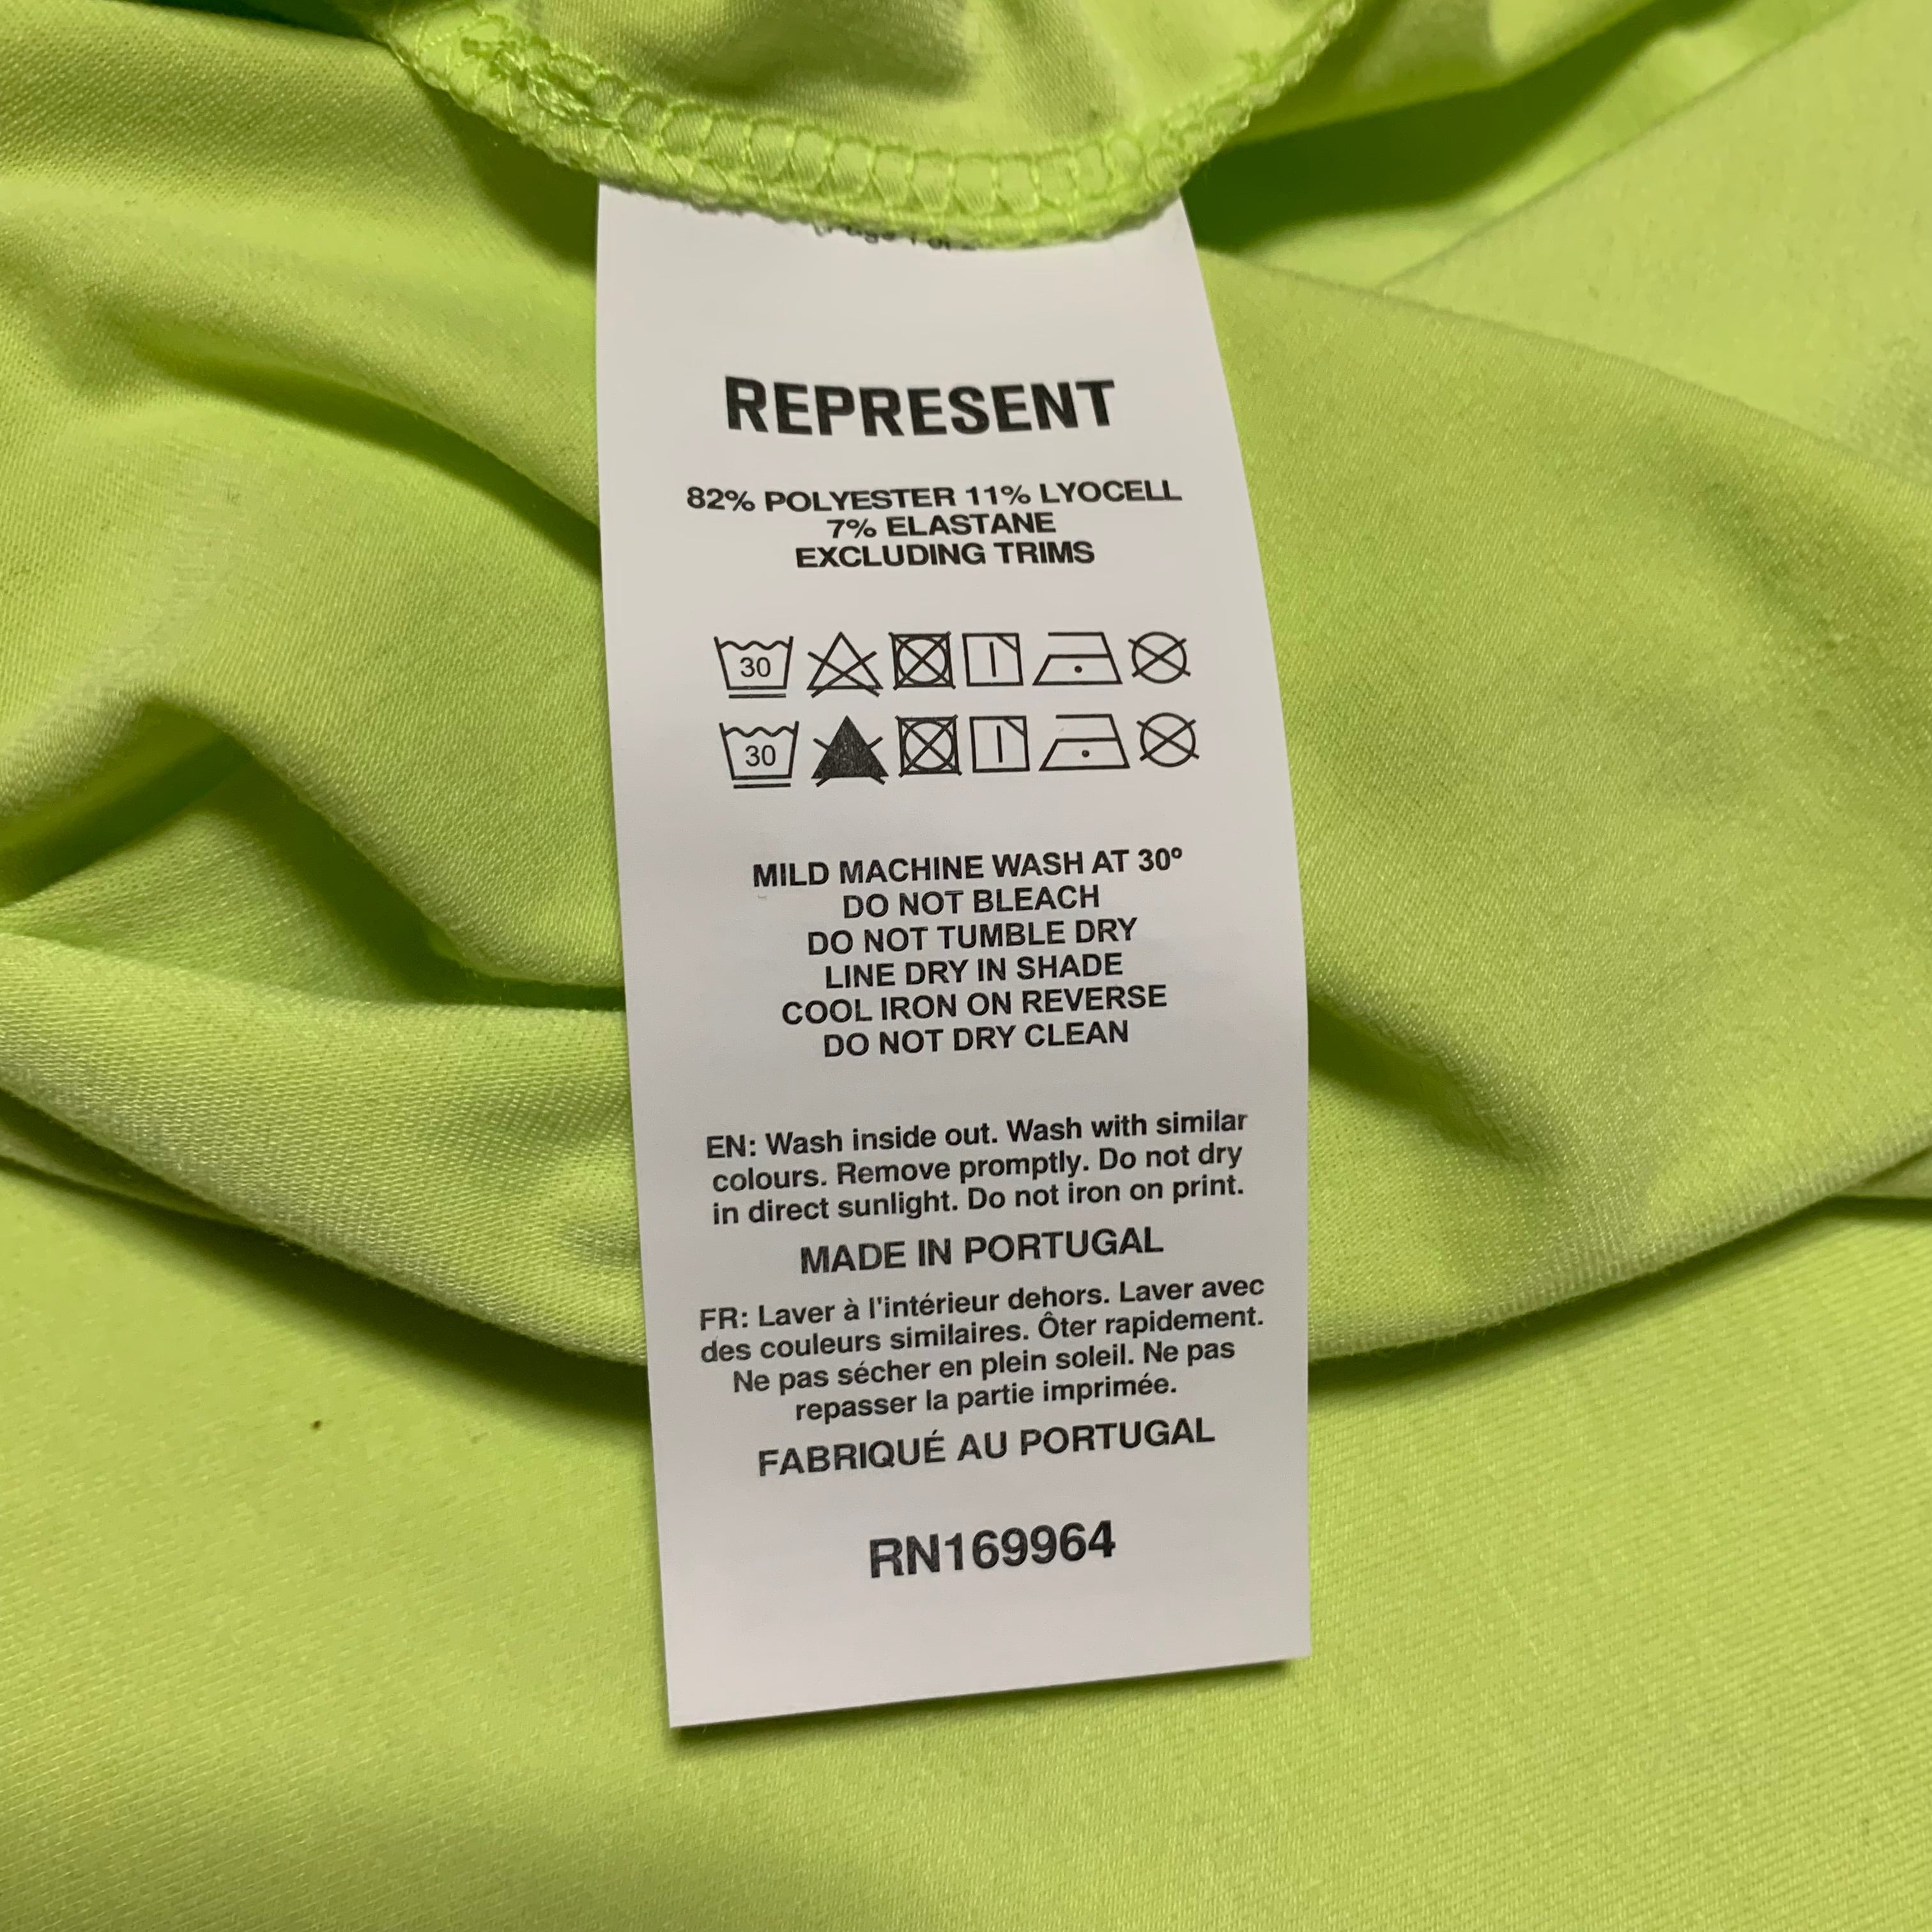 REPRESENT
82% POLYESTER 11% LYOCELL
7% ELASTANE
EXCLUDING TRIMS
30
30
MILD MACHINE WASH AT 30º
DO NOT BLEACH
DO NOT TUMBLE DRY
LINE DRY IN SHADE
COOL IRON ON REVERSE
DO NOT DRY CLEAN
EN: Wash inside out. Wash with similar
colours. Remove promptly. Do not dry
in direct sunlight. Do not iron on print.
MADE IN PORTUGAL
FR: Laver à l'intérieur dehors. Laver avec
des couleurs similaires. Ôter rapidement.
Ne pas sécher en plein soleil. Ne pas
repasser la partie imprimée.
FABRIQUÉ AU PORTUGAL
RN169964